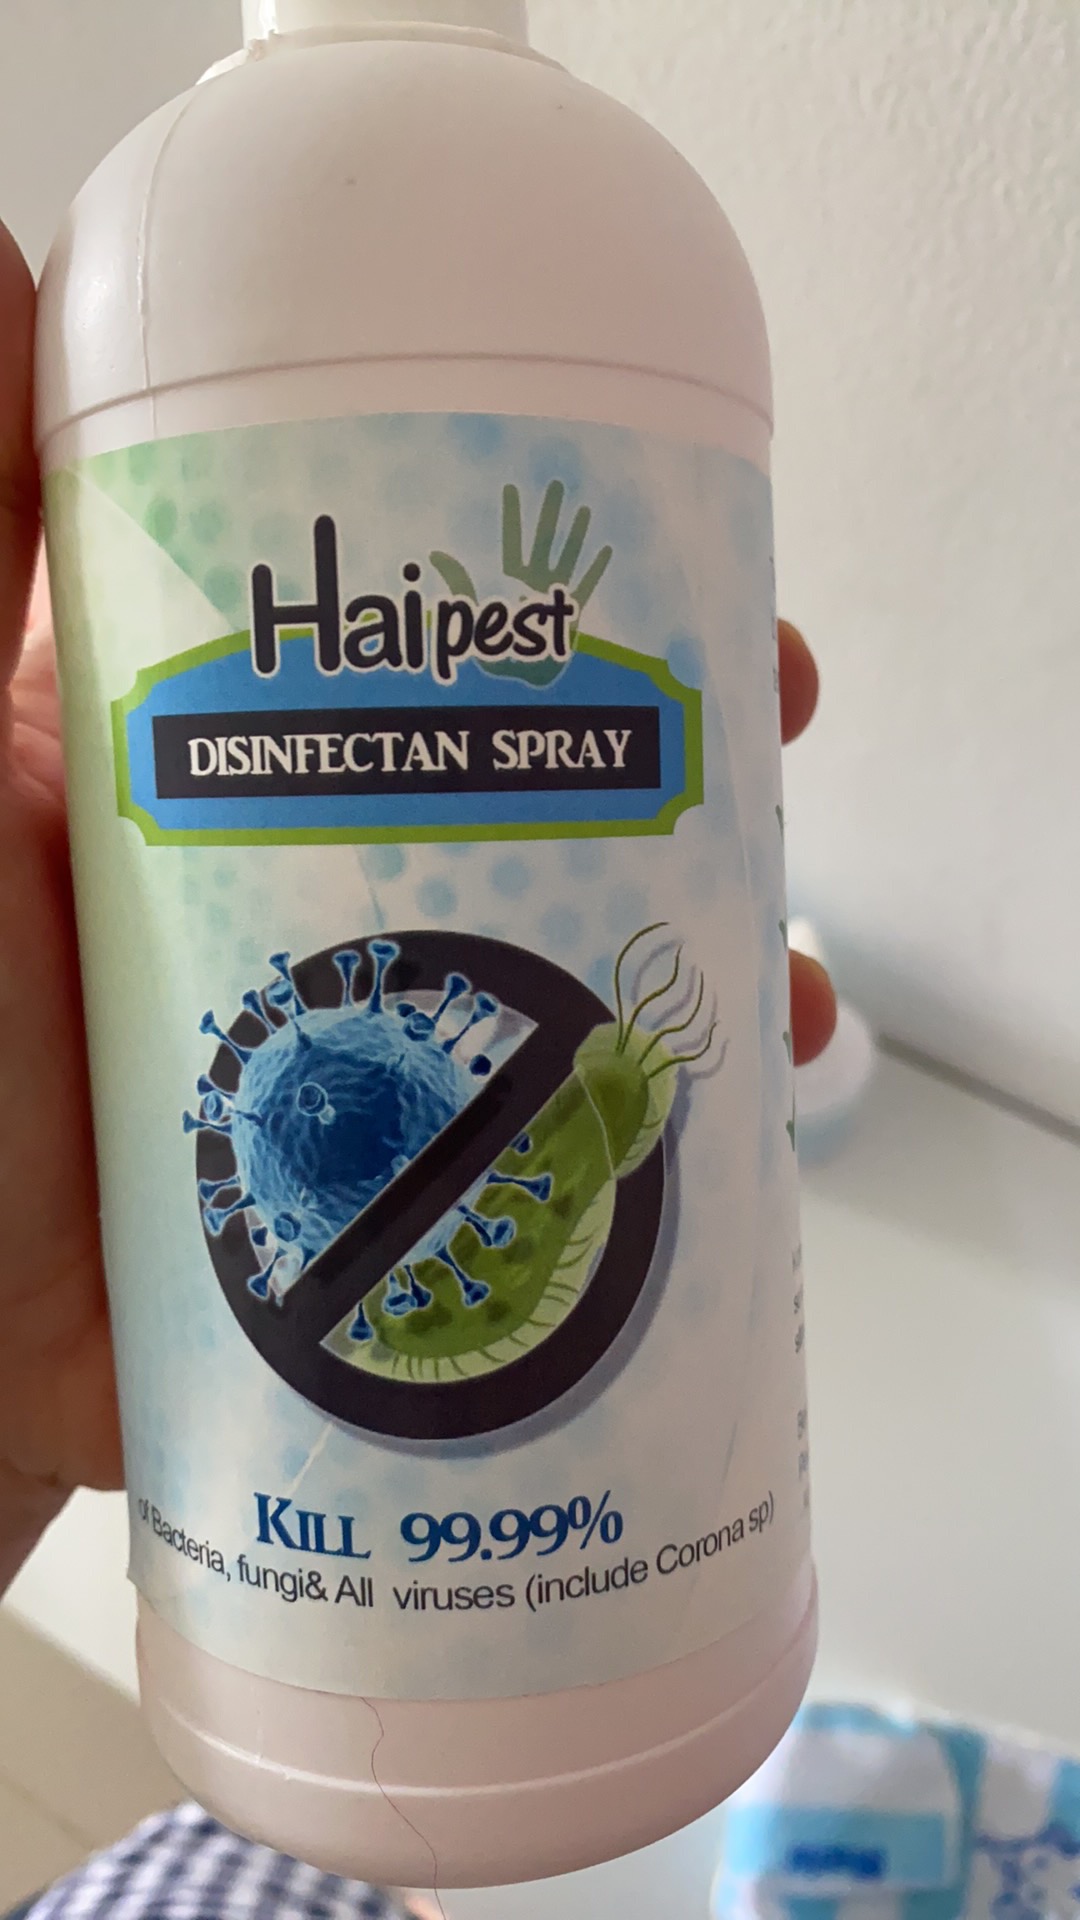 Haipest
DISINFECTAN SPRAY
KILL 99.99%
of Bacteria, fungi& All viruses (include Corona sp)